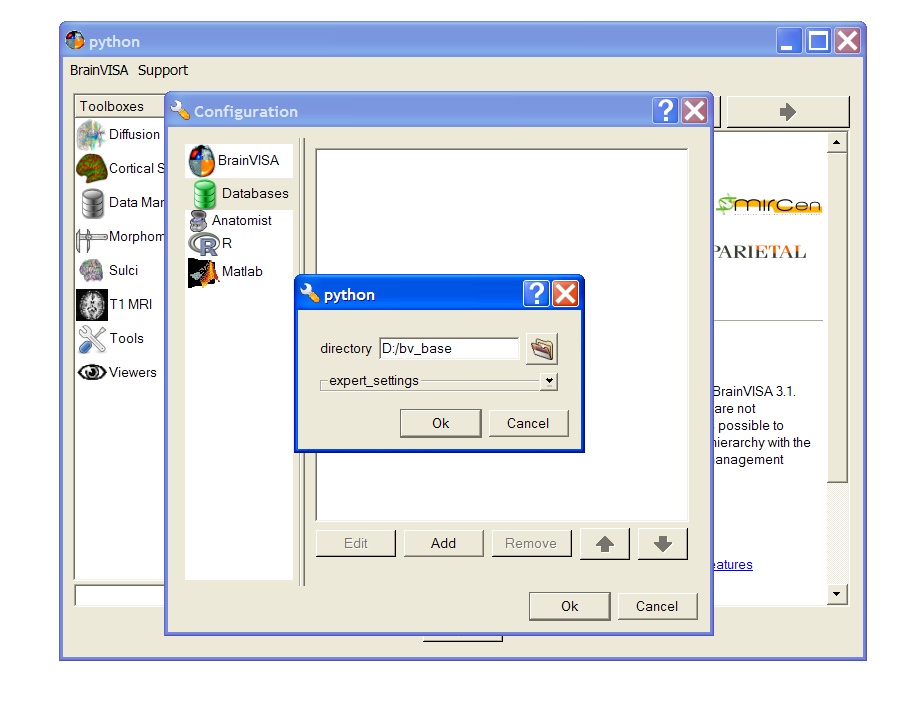 python
BrainVISA Support
Toolboxes
Diffusion
Cortical S
Data Mar
Morphom
Sulci
T1 MRI
Tools
Viewers
Configuration
BrainVISA
Databases
Anatomist
R
Matlab
python
directory D:/bv_base
expert_settings
Ok Cancel
Edit Add Remove
Ok Cancel
mircen
PARIETAL
BrainVISA 3.1.
are not
possible to
hierarchy with the
anagement
eatures